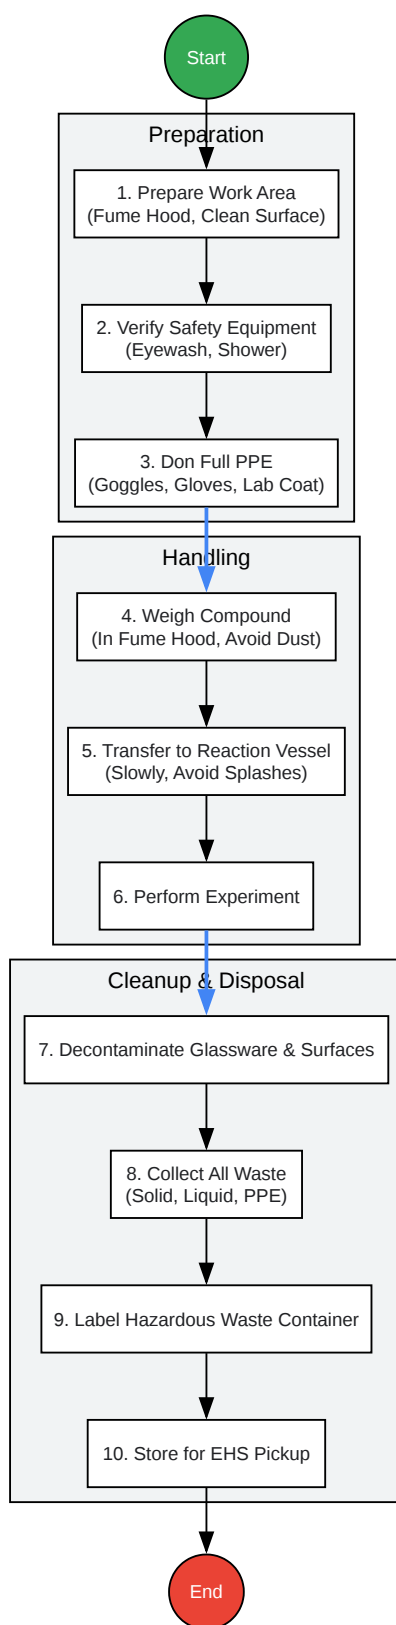 Start
Preparation
1. Prepare Work Area
(Fume Hood, Clean Surface)
2. Verify Safety Equipment
(Eyewash, Shower)
3. Don Full PPE
(Goggles, Gloves, Lab Coat)
Handling
4. Weigh Compound
(In Fume Hood, Avoid Dust)
5. Transfer to Reaction Vessel
(Slowly, Avoid Splashes)
6. Perform Experiment
Cleanup & Disposal
7. Decontaminate Glassware & Surfaces
8. Collect All Waste
(Solid, Liquid, PPE)
9. Label Hazardous Waste Container
10. Store for EHS Pickup
End